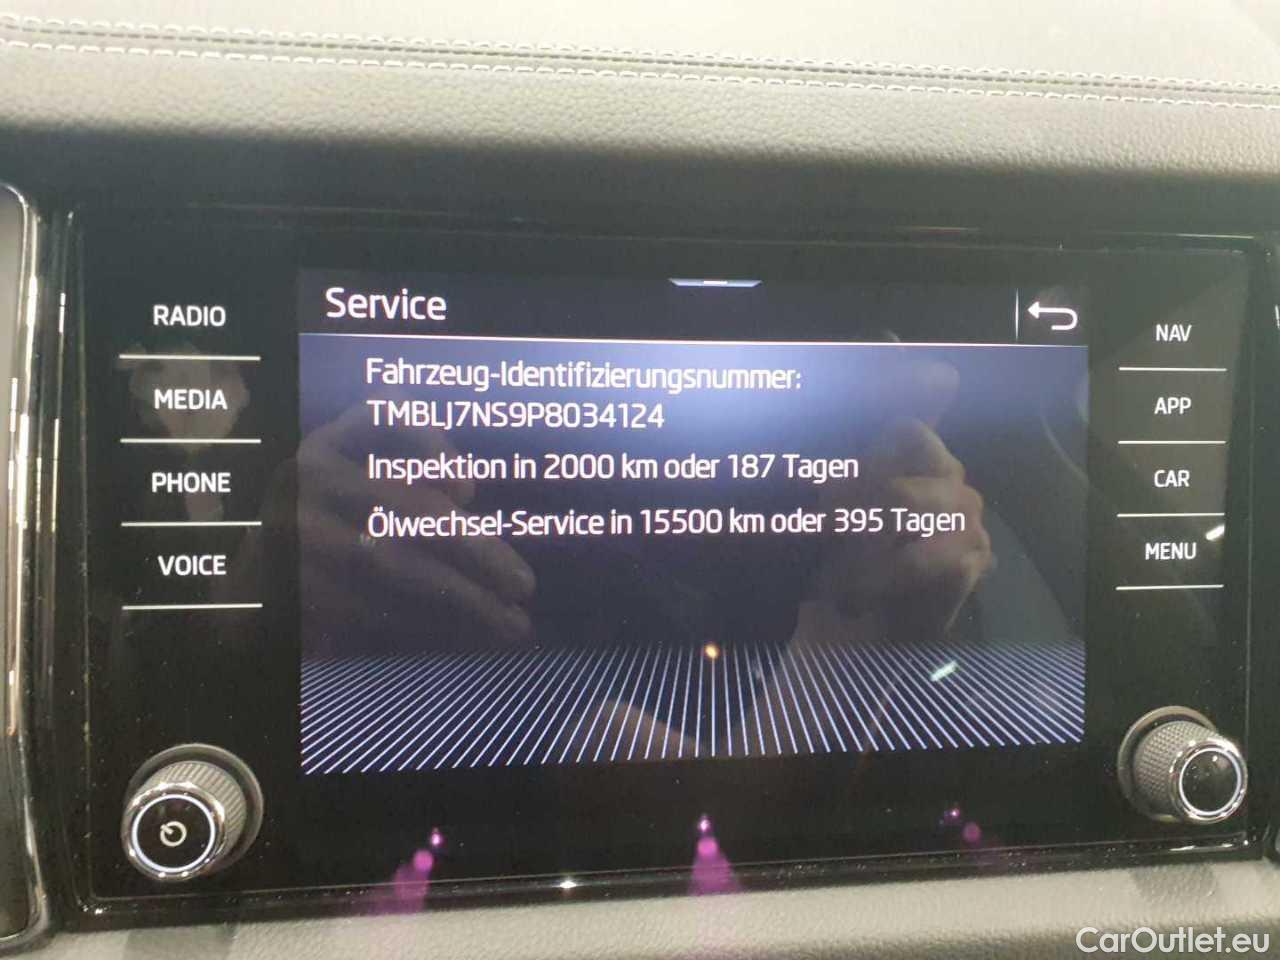 Service
RADIO
MEDIA
PHONE
VOICE
Fahrzeug-Identifizierungsnummer:
TMBLJ7NS9P8034124
Inspektion in 2000 km oder 187 Tagen
Ölwechsel-Service in 15500 km oder 395 Tagen
NAV
APP
CAR
MENU
CarOutlet.eu